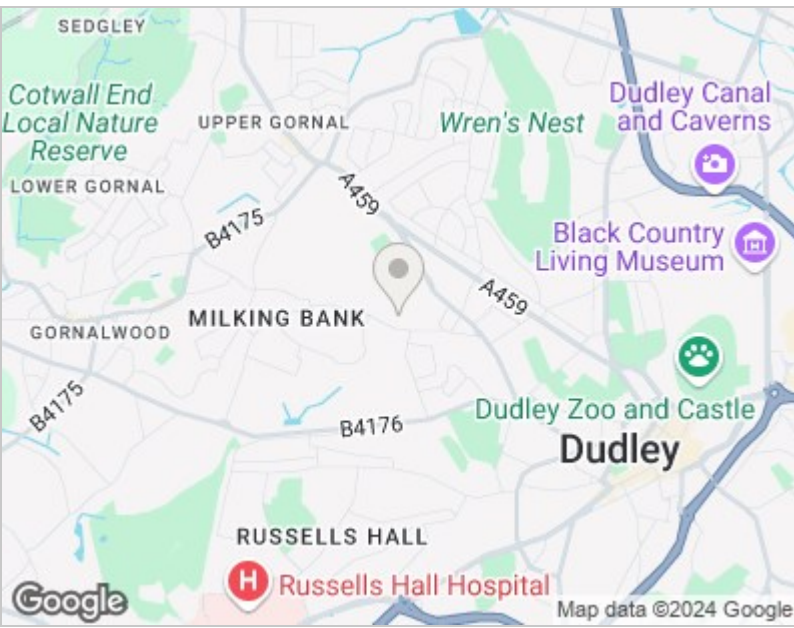 SEDGLEY
Cotwall End
Local Nature
Reserve
UPPER GORNAL
Wren's Nest
Dudley Canal
and Caverns
LOWER GORNAL
A459
B4175
Black Country
Living Museum
A459
MILKING BANK
GORNALWOOD
B4175
B4176
Dudley Zoo and Castle
Dudley
RUSSELLS HALL
H
Russells Hall Hospital
Google
Map data ©2024 Google